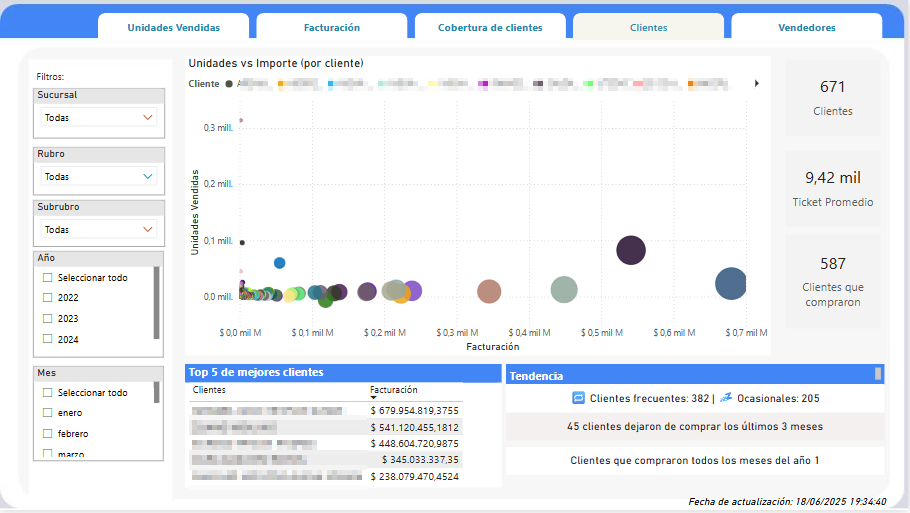 Unidades Vendidas
Facturación
Cobertura de clientes
Clientes
Vendedores
Filtros:
Sucursal
Todas
Rubro
Todas
Subrubro
Todas
Año
Seleccionar todo
2022
2023
2024
Mes
Seleccionar todo
enero
febrero
marzo
Unidades vs Importe (por cliente)
Cliente
Unidades Vendidas
0,3 mill.
0,2 mill.
0,1 mill.
0,0 mill.
$ 0,0 mil M
$ 0,1 mil M
$ 0,2 mil M
$ 0,3 mil M
$ 0,4 mil M
$ 0,5 mil M
$ 0,6 mil M
$ 0,7 mil M
Facturación
671
Clientes
9,42 mil
Ticket Promedio
587
Clientes que
compraron
Top 5 de mejores clientes
Clientes Facturación
$ 679.954.819,3755
$ 541.120.455,1812
$ 448.604.720,9875
$ 345.033.337,35
$ 238.079.470,4524
Tendencia
Clientes frecuentes: 382 | Ocasionales: 205
45 clientes dejaron de comprar los últimos 3 meses
Clientes que compraron todos los meses del año 1
Fecha de actualización: 18/06/2025 19:34:40